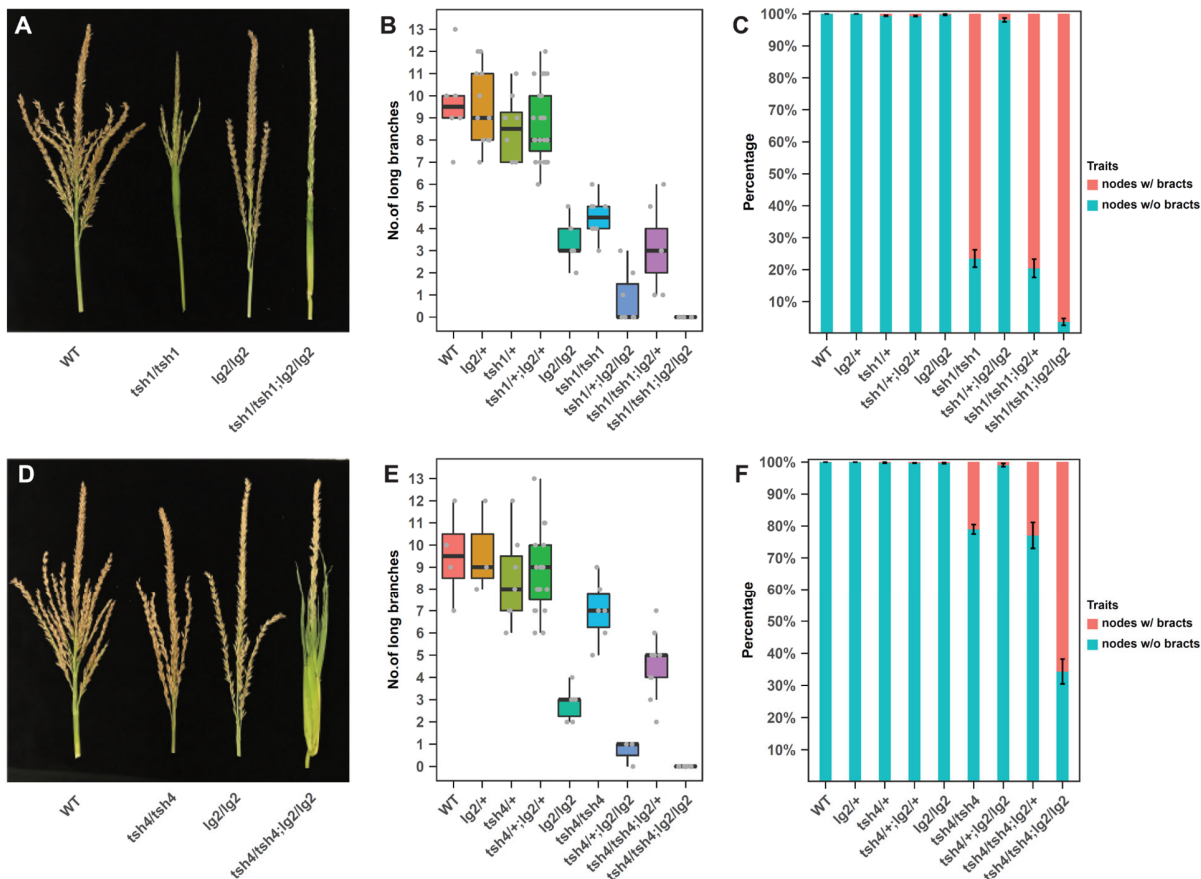 A
WT
tsh1/tsh1
lg2/lg2
tsh1/tsh1;lg2/lg2
B
No.of long branches
13
12
11
10
9
8
7
6
5
4
3
2
1
0
WT
lg2/+
tsh1/+
tsh1/+;lg2/+
lg2/lg2
tsh1/tsh1
tsh1/+;lg2/lg2
tsh1/tsh1;lg2/+
tsh1/tsh1;lg2/lg2
C
Percentage
100%
90%
80%
70%
60%
50%
40%
30%
20%
10%
WT
lg2/+
tsh1/+
tsh1/+;lg2/+
lg2/lg2
tsh1/tsh1
tsh1/+;lg2/lg2
tsh1/tsh1;lg2/+
tsh1/tsh1;lg2/lg2
Traits
nodes w/ bracts
nodes w/o bracts
D
WT
tsh4/tsh4
lg2/lg2
tsh4/tsh4;lg2/lg2
E
No.of long branches
13
12
11
10
9
8
7
6
5
4
3
2
1
0
WT
lg2/+
tsh4/+
tsh4/+;lg2/+
lg2/lg2
tsh4/tsh4
tsh4/+;lg2/lg2
tsh4/tsh4;lg2/+
tsh4/tsh4;lg2/lg2
F
Percentage
100%
90%
80%
70%
60%
50%
40%
30%
20%
10%
WT
lg2/+
tsh4/+
tsh4/+;lg2/+
lg2/lg2
tsh4/tsh4
tsh4/+;lg2/lg2
tsh4/tsh4;lg2/+
tsh4/tsh4;lg2/lg2
Traits
nodes w/ bracts
nodes w/o bracts